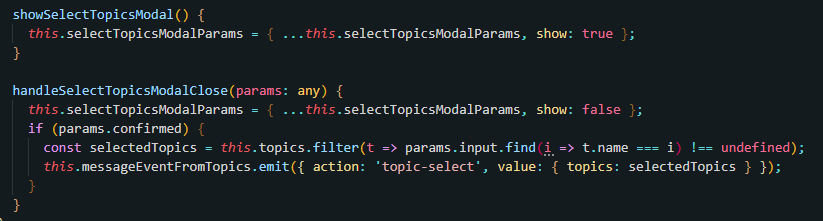 showSelectTopicsModal() {
  this.selectTopicsModalParams = { ...this.selectTopicsModalParams, show: true };
}

handleSelectTopicsModalClose(params: any) {
  this.selectTopicsModalParams = { ...this.selectTopicsModalParams, show: false };
  if (params.confirmed) {
    const selectedTopics = this.topics.filter(t => params.input.find(i => t.name === i) !== undefined);
    this.messageEventFromTopics.emit({ action: 'topic-select', value: { topics: selectedTopics } });
  }
}